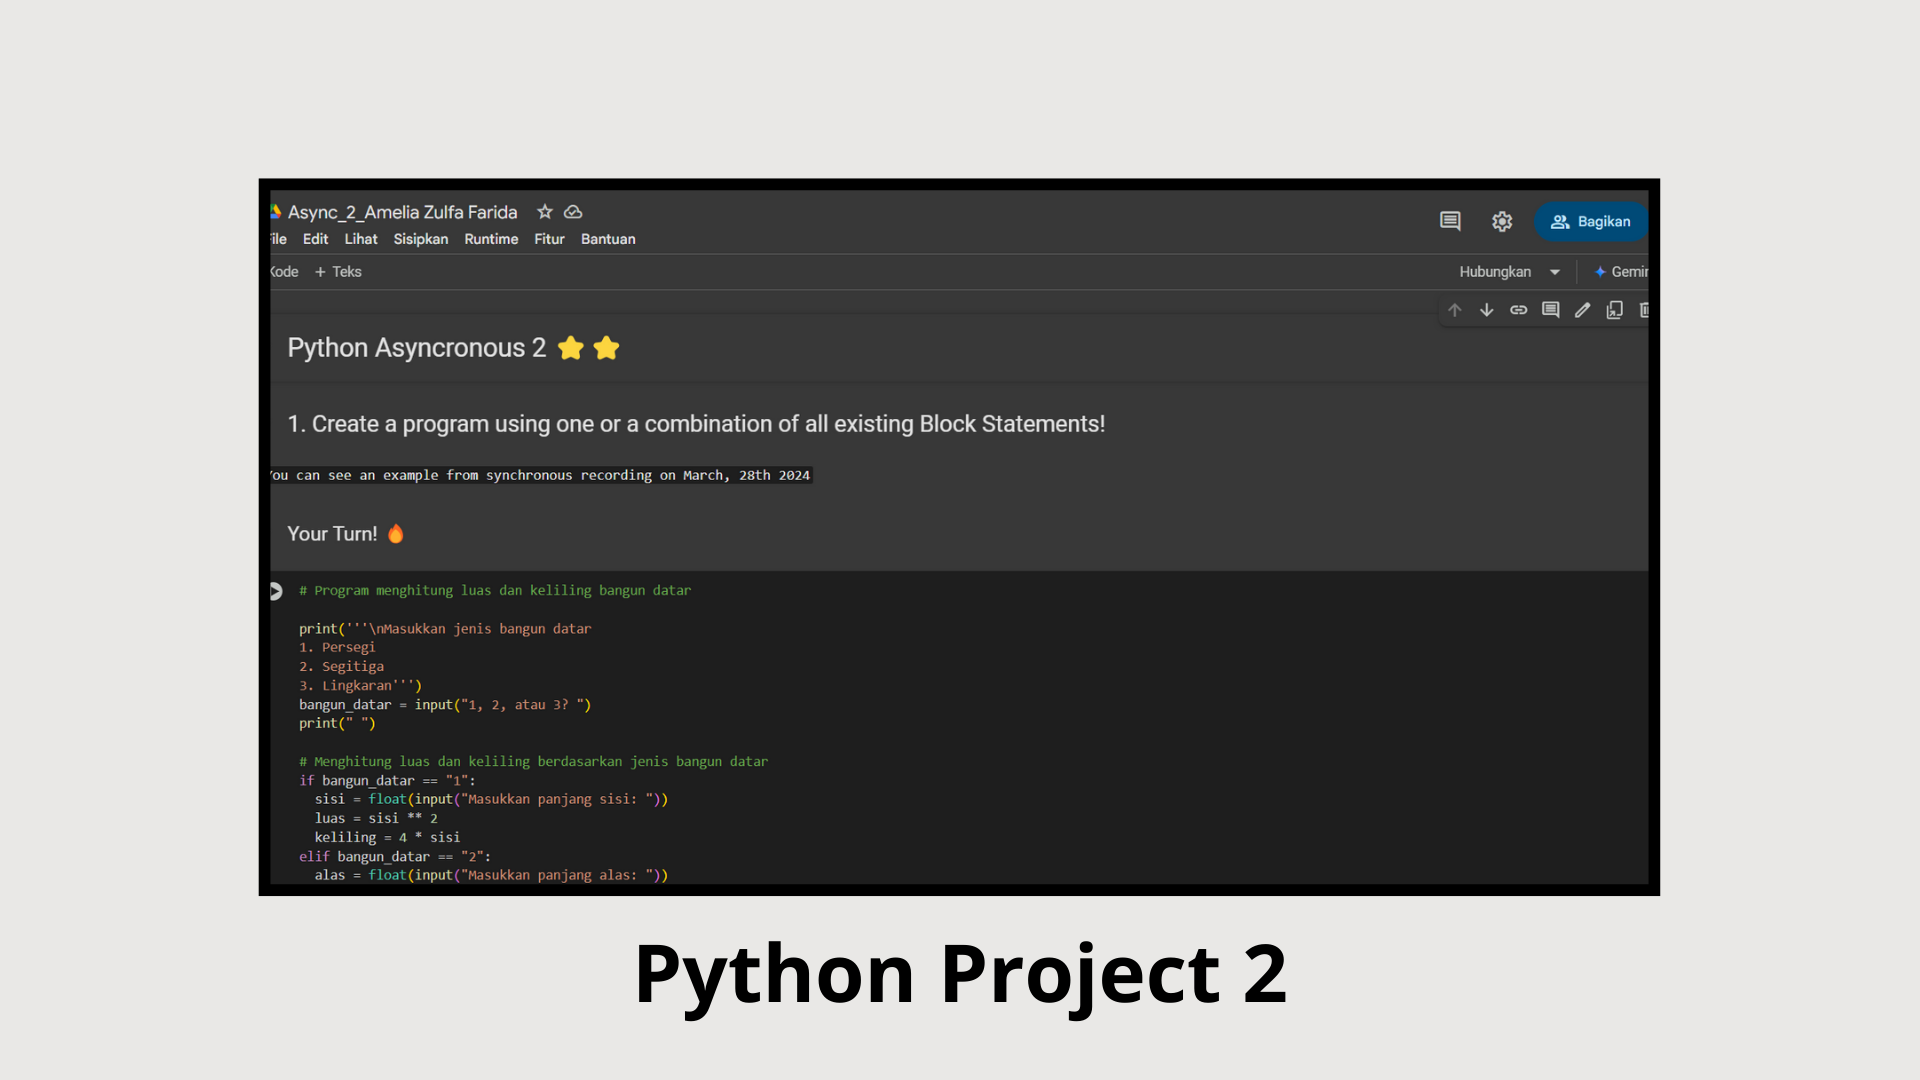 Async_2_Amelia Zulfa Farida
File Edit Lihat Sisipkan Runtime Fitur Bantuan
Bagikan
Kode + Teks
Hubungkan
Gemini
Python Asyncronous 2 ⭐ ⭐
1. Create a program using one or a combination of all existing Block Statements!
You can see an example from synchronous recording on March, 28th 2024
Your Turn! 🔥
# Program menghitung luas dan keliling bangun datar
print('''\nMasukkan jenis bangun datar
1. Persegi
2. Segitiga
3. Lingkaran''')
bangun_datar = input("1, 2, atau 3? ")
print(" ")
# Menghitung luas dan keliling berdasarkan jenis bangun datar
if bangun_datar == "1":
  sisi = float(input("Masukkan panjang sisi: "))
  luas = sisi ** 2
  keliling = 4 * sisi
elif bangun_datar == "2":
  alas = float(input("Masukkan panjang alas: "))
Python Project 2